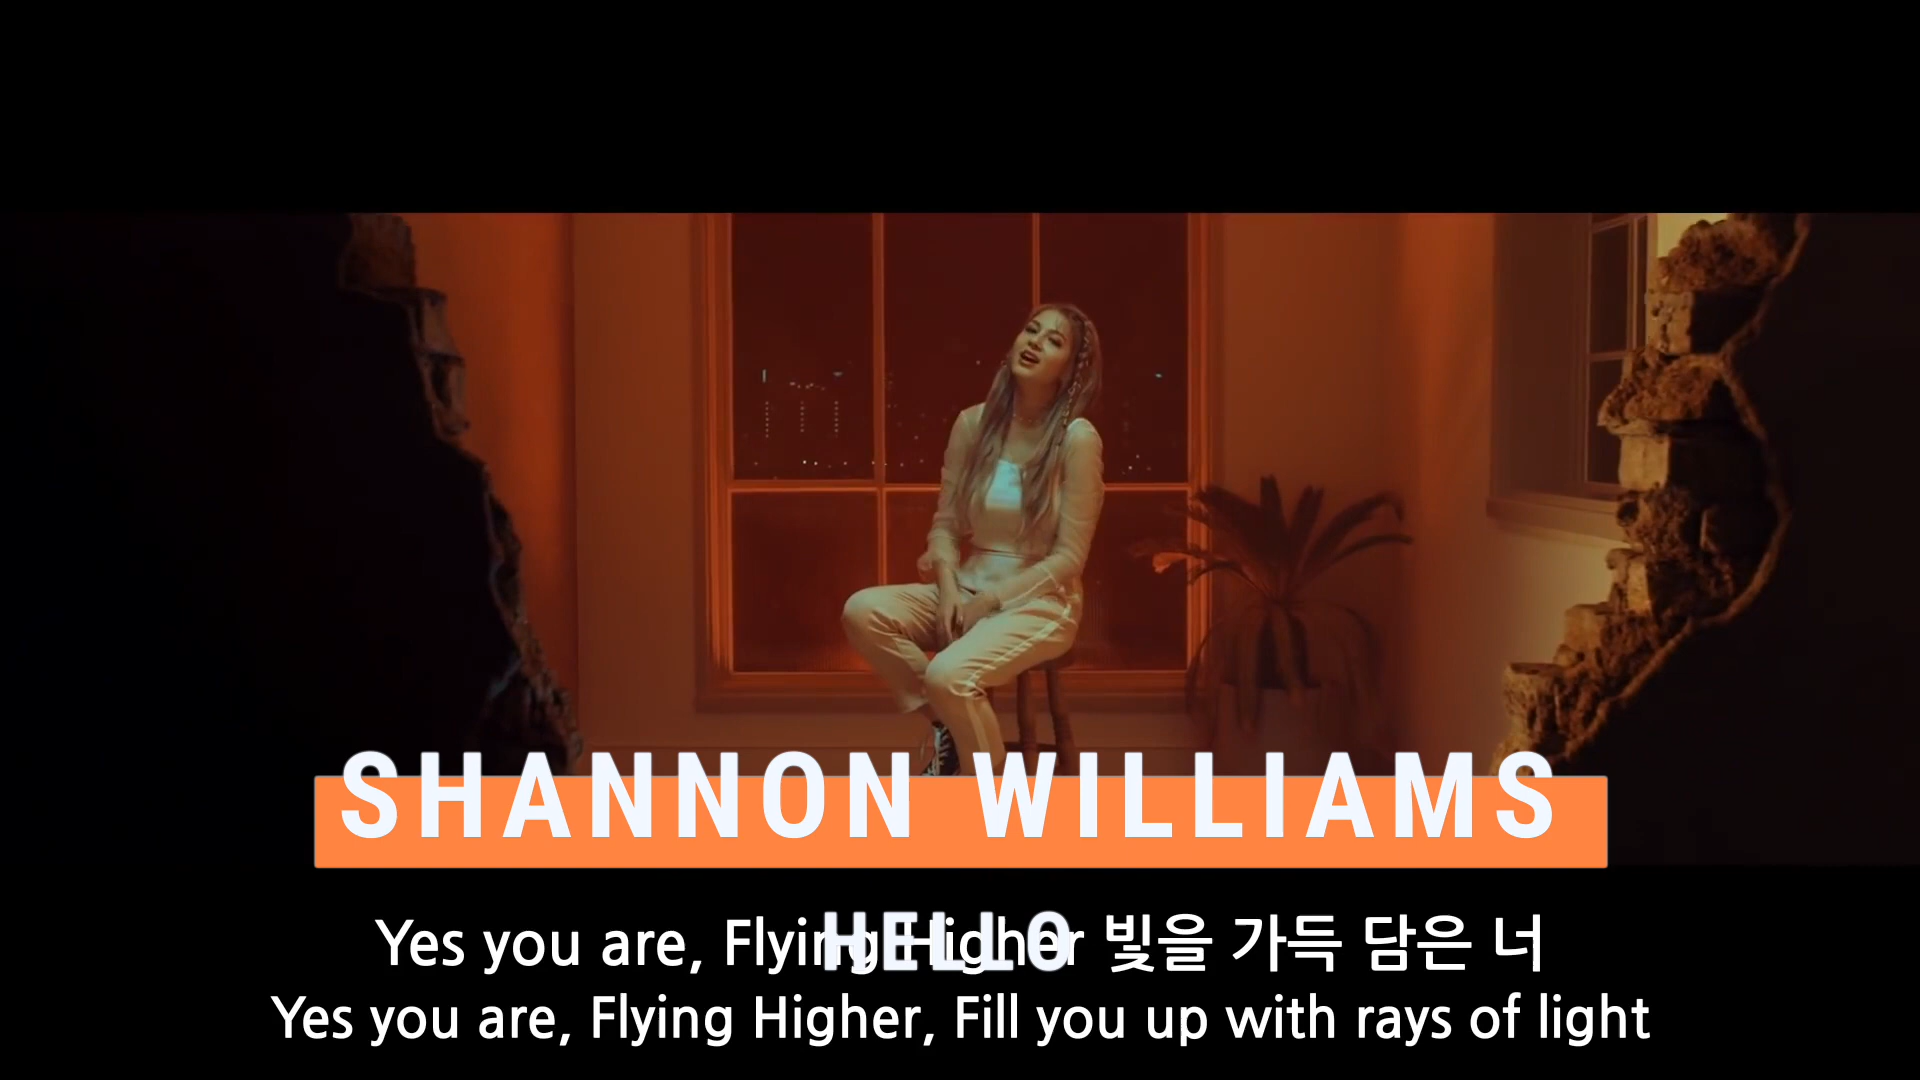 SHANNON WILLIAMS
HELLO
Yes you are, Flying Higher 빛을 가득 담은 너
Yes you are, Flying Higher, Fill you up with rays of light